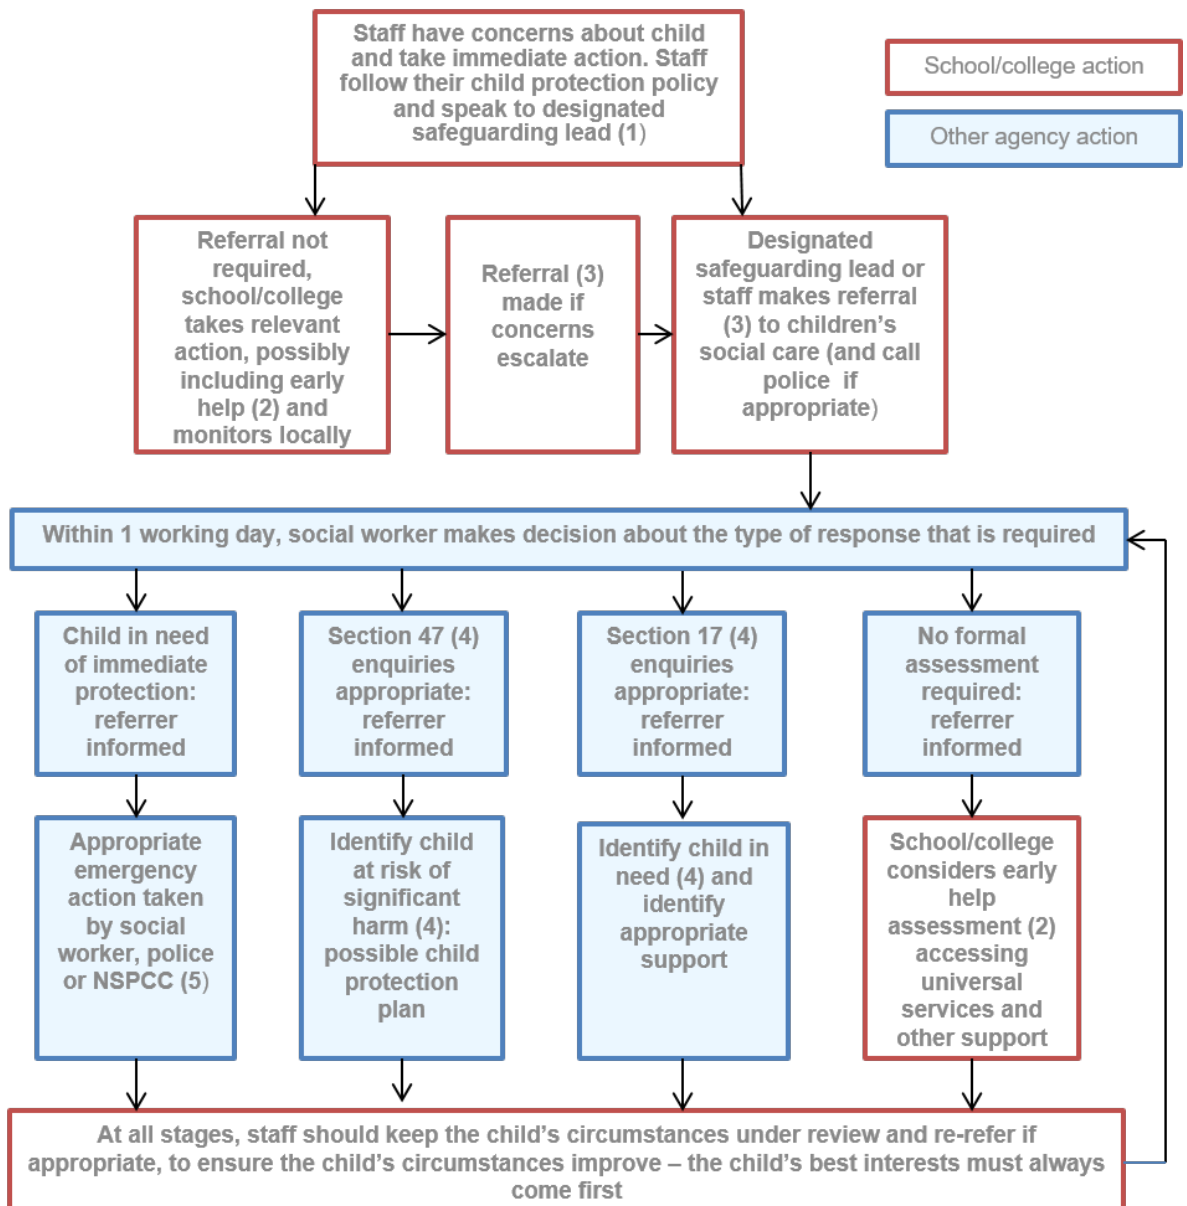 Staff have concerns about child
and take immediate action. Staff
follow their child protection policy
and speak to designated
safeguarding lead (1)
School/college action
Other agency action
Referral not
required,
school/college
takes relevant
action, possibly
including early
help (2) and
monitors locally
Referral (3)
made if
concerns
escalate
Designated
safeguarding lead or
staff makes referral
(3) to children’s
social care (and call
police if
appropriate)
Within 1 working day, social worker makes decision about the type of response that is required
Child in need
of immediate
protection:
referrer
informed
Section 47 (4)
enquiries
appropriate:
referrer
informed
Section 17 (4)
enquiries
appropriate:
referrer
informed
No formal
assessment
required:
referrer
informed
Appropriate
emergency
action taken
by social
worker, police
or NSPCC (5)
Identify child
at risk of
significant
harm (4):
possible child
protection
plan
Identify child in
need (4) and
identify
appropriate
support
School/college
considers early
help
assessment (2)
accessing
universal
services and
other support
At all stages, staff should keep the child’s circumstances under review and re-refer if
appropriate, to ensure the child’s circumstances improve – the child’s best interests must always
come first